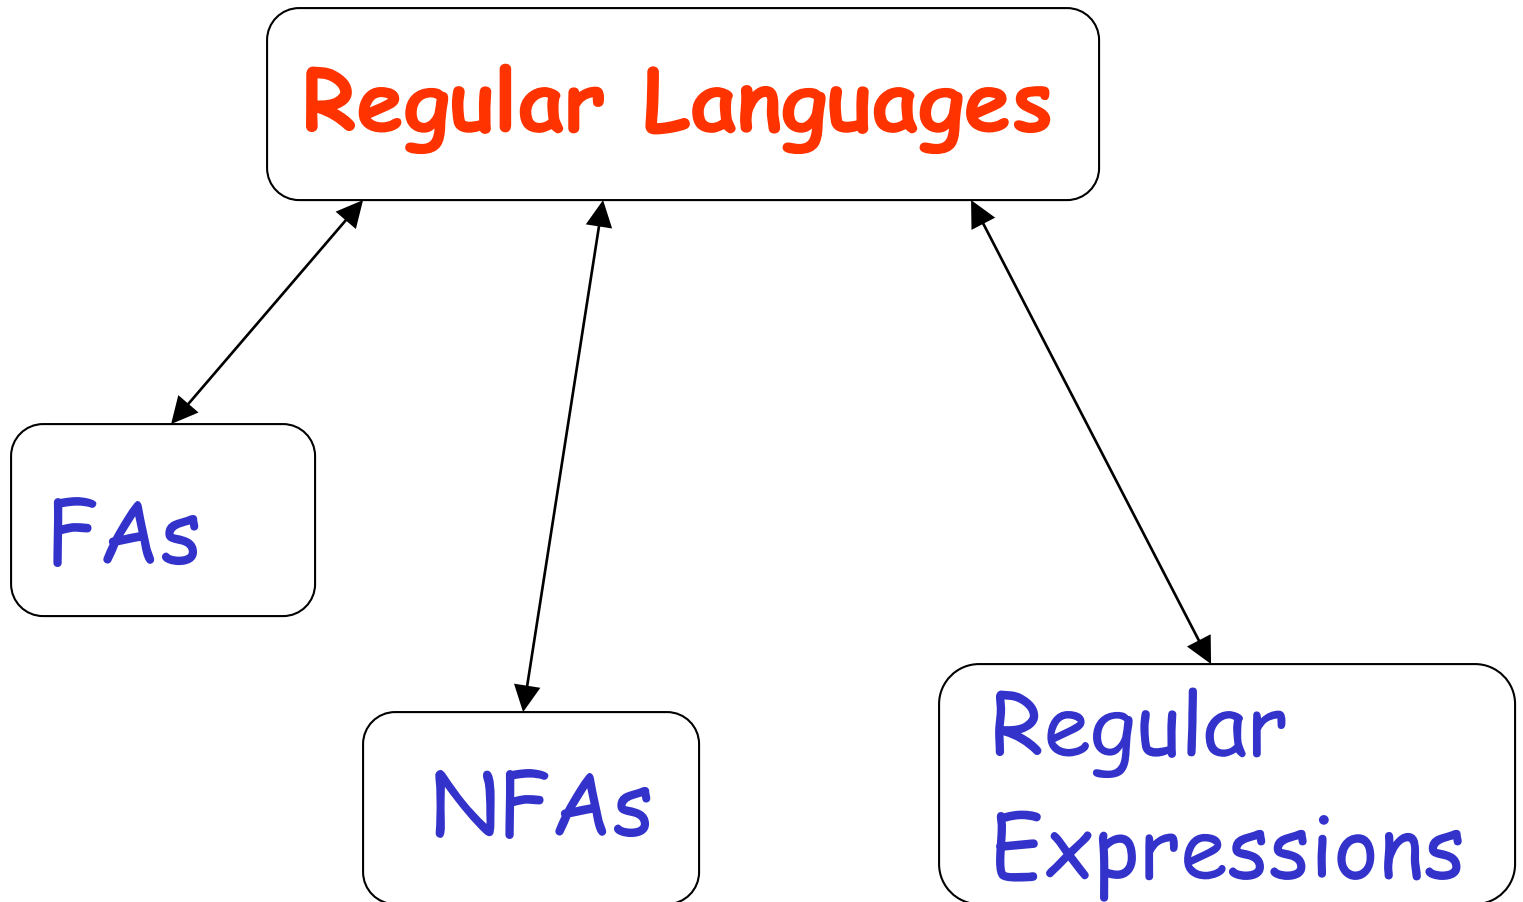 Regular Languages
FAs
NFAs
Regular
Expressions